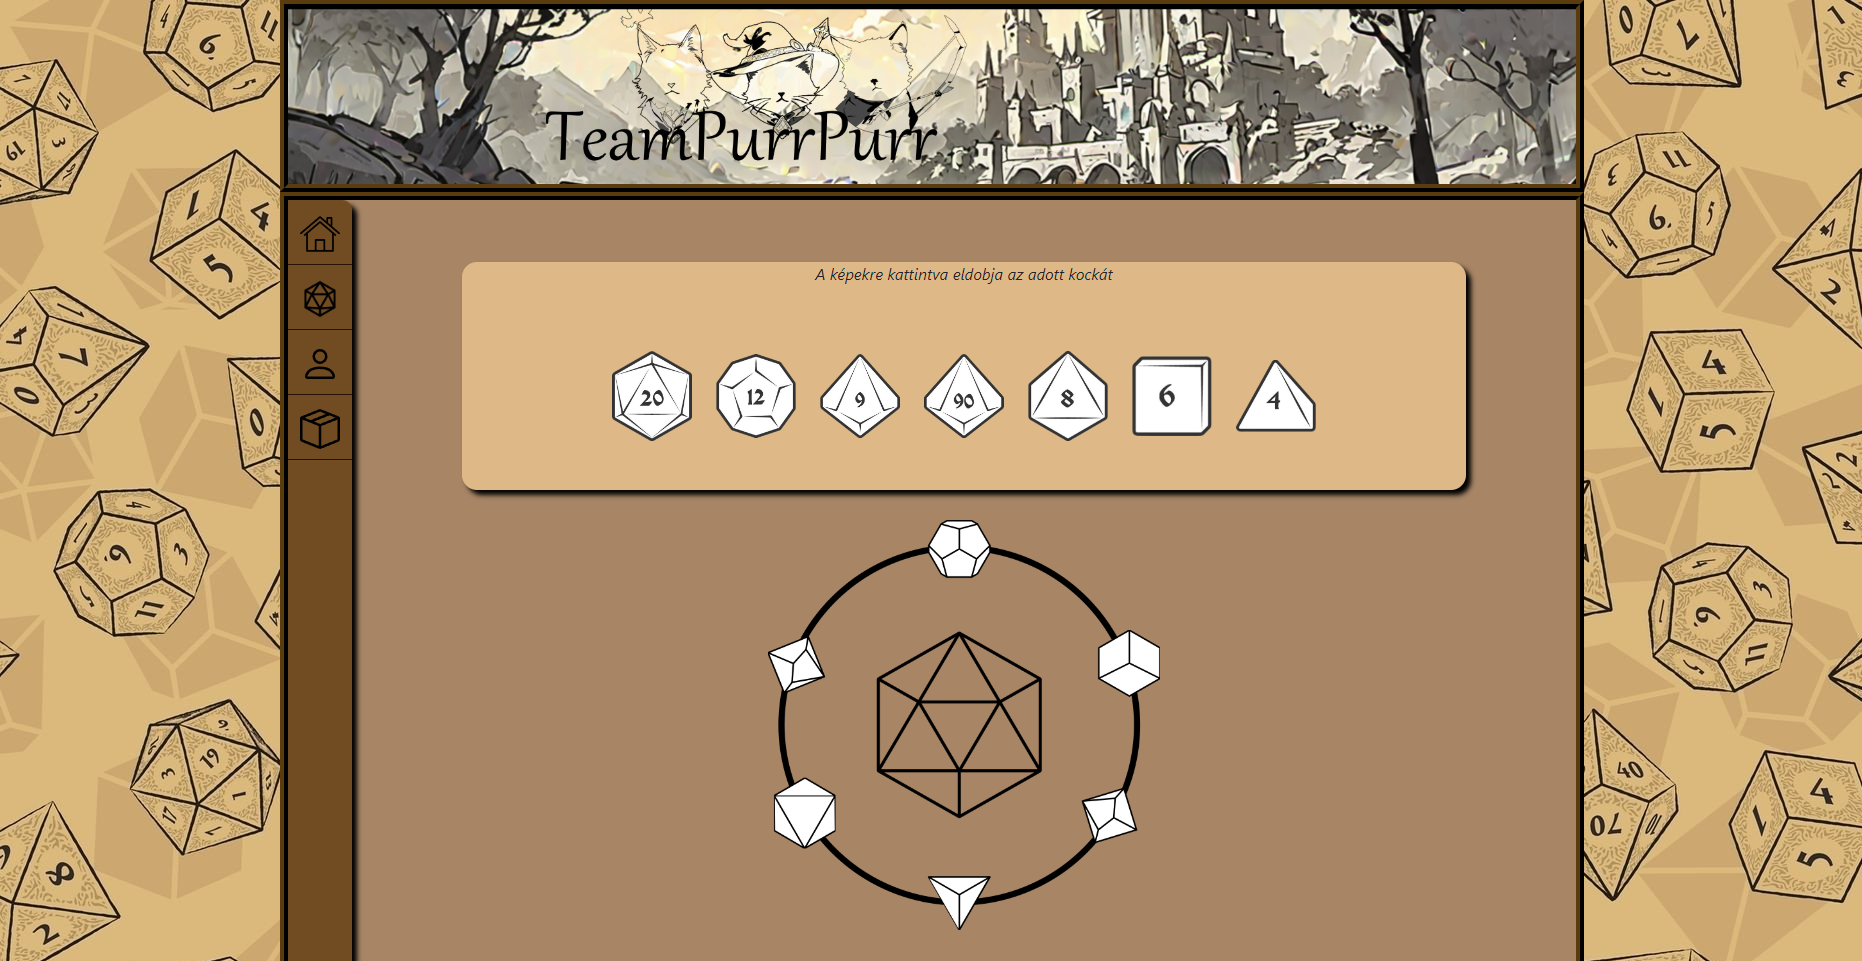 TeamPurrPurr
A képekre kattintva eldobja az adott kockát
20 12 9 90 8 6 4